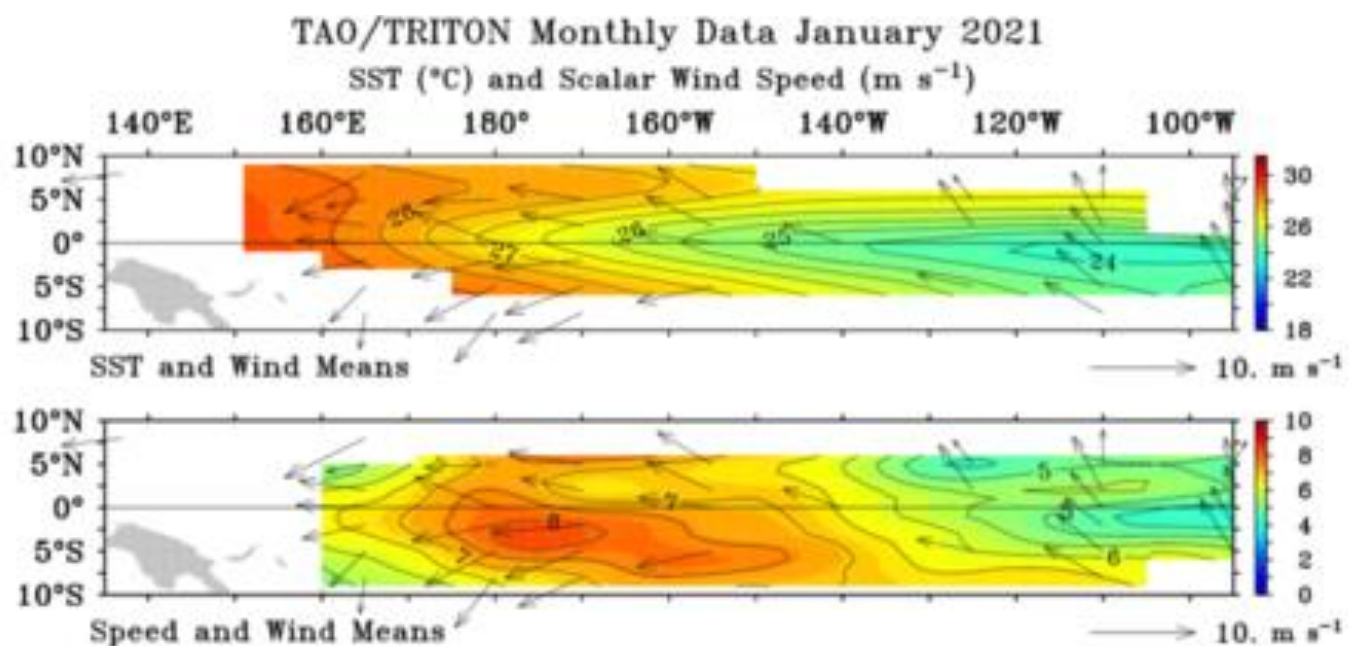 TAO/TRITON Monthly Data January 2021
SST (°C) and Scalar Wind Speed (m s⁻¹)
140°E 160°E 180° 160°W 140°W 120°W 100°W
10°N
5°N
0°
5°S
10°S
28
27
26
25
24
30
26
22
18
SST and Wind Means
10. m s⁻¹
10°N
5°N
0°
5°S
10°S
7
8
7
5
5
6
10
8
6
4
2
0
Speed and Wind Means
10. m s⁻¹